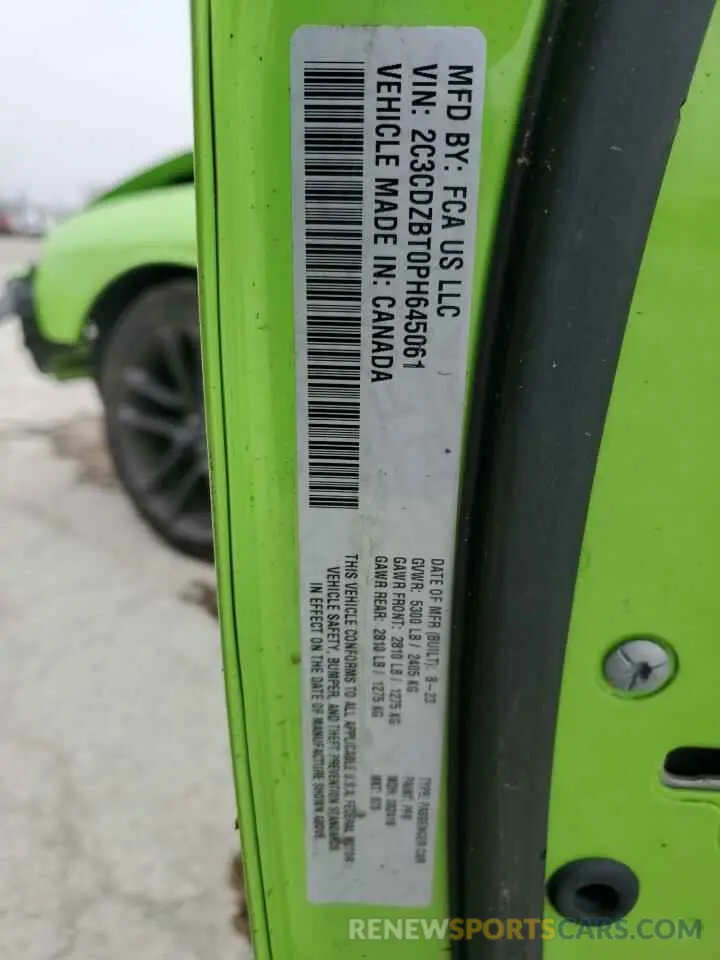 MFD BY: FCA US LLC
VIN: 2C3CDZBT0PH645061
VEHICLE MADE IN: CANADA
DATE OF MFR (BUILT): 8-23
GVWR: 5300 LB / 2405 KG
GAWR FRONT: 2810 LB / 1275 KG
GAWR REAR: 2810 LB / 1275 KG
THIS VEHICLE CONFORMS TO ALL APPLICABLE U.S.A. FEDERAL MOTOR
VEHICLE SAFETY, BUMPER, AND THEFT PREVENTION STANDARDS
IN EFFECT ON THE DATE OF MANUFACTURE SHOWN ABOVE.
TYPE: PASSENGER CAR
PAINT:
MDH:
RENEWSPORTSCARS.COM